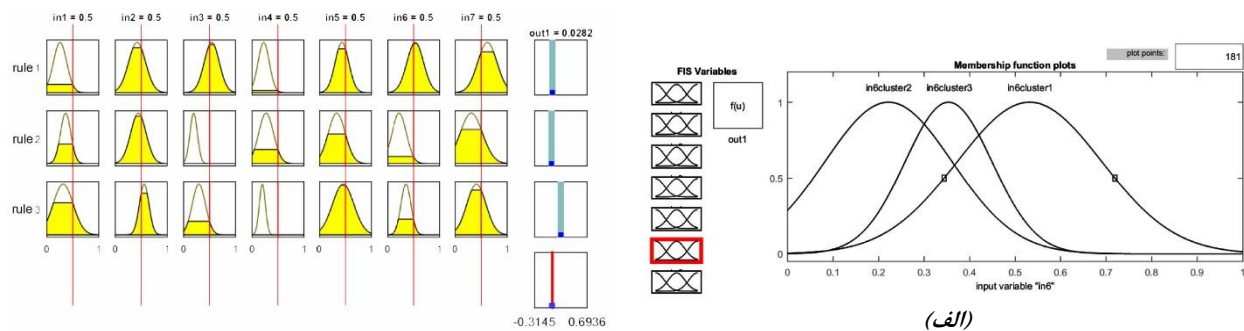 in1 = 0.5 in2 = 0.5 in3 = 0.5 in4 = 0.5 in5 = 0.5 in6 = 0.5 in7 = 0.5
out1 = 0.0282
rule 1
rule 2
rule 3
0 1 0 1 0 1 0 1 0 1 0 1 0 1
-0.3145 0.6936
plot points: 181
FIS Variables
f(u)
out1
Membership function plots
in6cluster2 in6cluster3 in6cluster1
1
0.5
0
0 0.1 0.2 0.3 0.4 0.5 0.6 0.7 0.8 0.9 1
input variable "in6"
(الف)